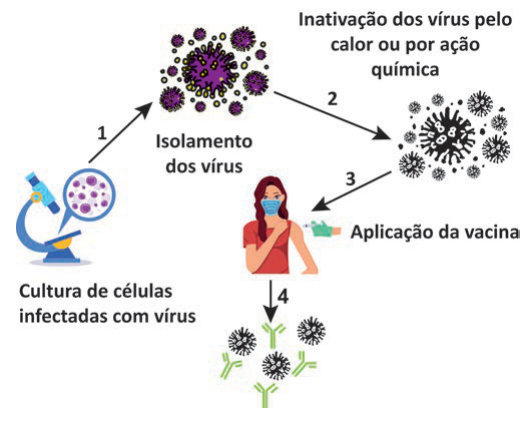 Inativação dos vírus pelo
calor ou por ação
química
1
2
Isolamento
dos vírus
3
Aplicação da vacina
Cultura de células
infectadas com vírus
4